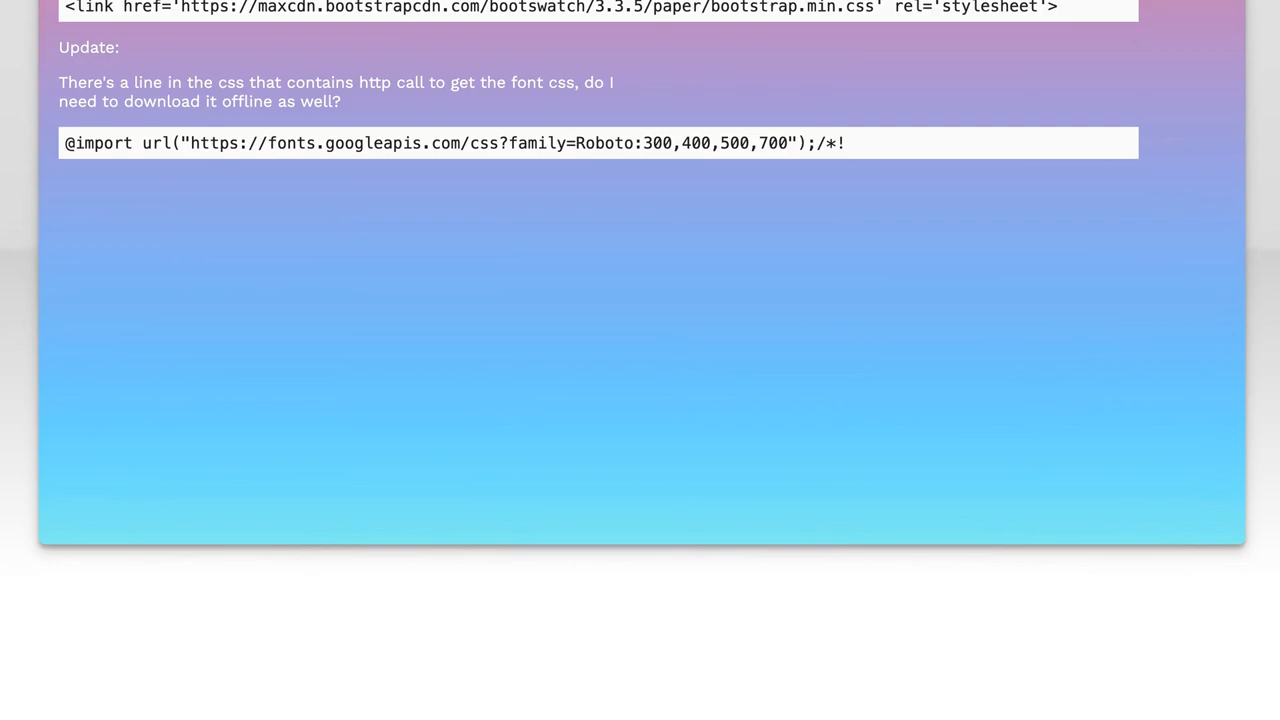 <link href='https://maxcdn.bootstrapcdn.com/bootswatch/3.3.5/paper/bootstrap.min.css' rel='stylesheet'>
Update:
There's a line in the css that contains http call to get the font css, do I
need to download it offline as well?
@import url("https://fonts.googleapis.com/css?family=Roboto:300,400,500,700");/*!